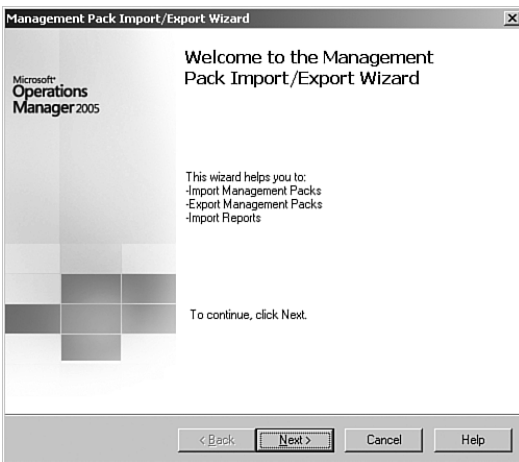 Management Pack Import/Export Wizard
Welcome to the Management
Pack Import/Export Wizard
Microsoft®
Operations
Manager 2005
This wizard helps you to:
-Import Management Packs
-Export Management Packs
-Import Reports
To continue, click Next.
< Back
Next >
Cancel
Help